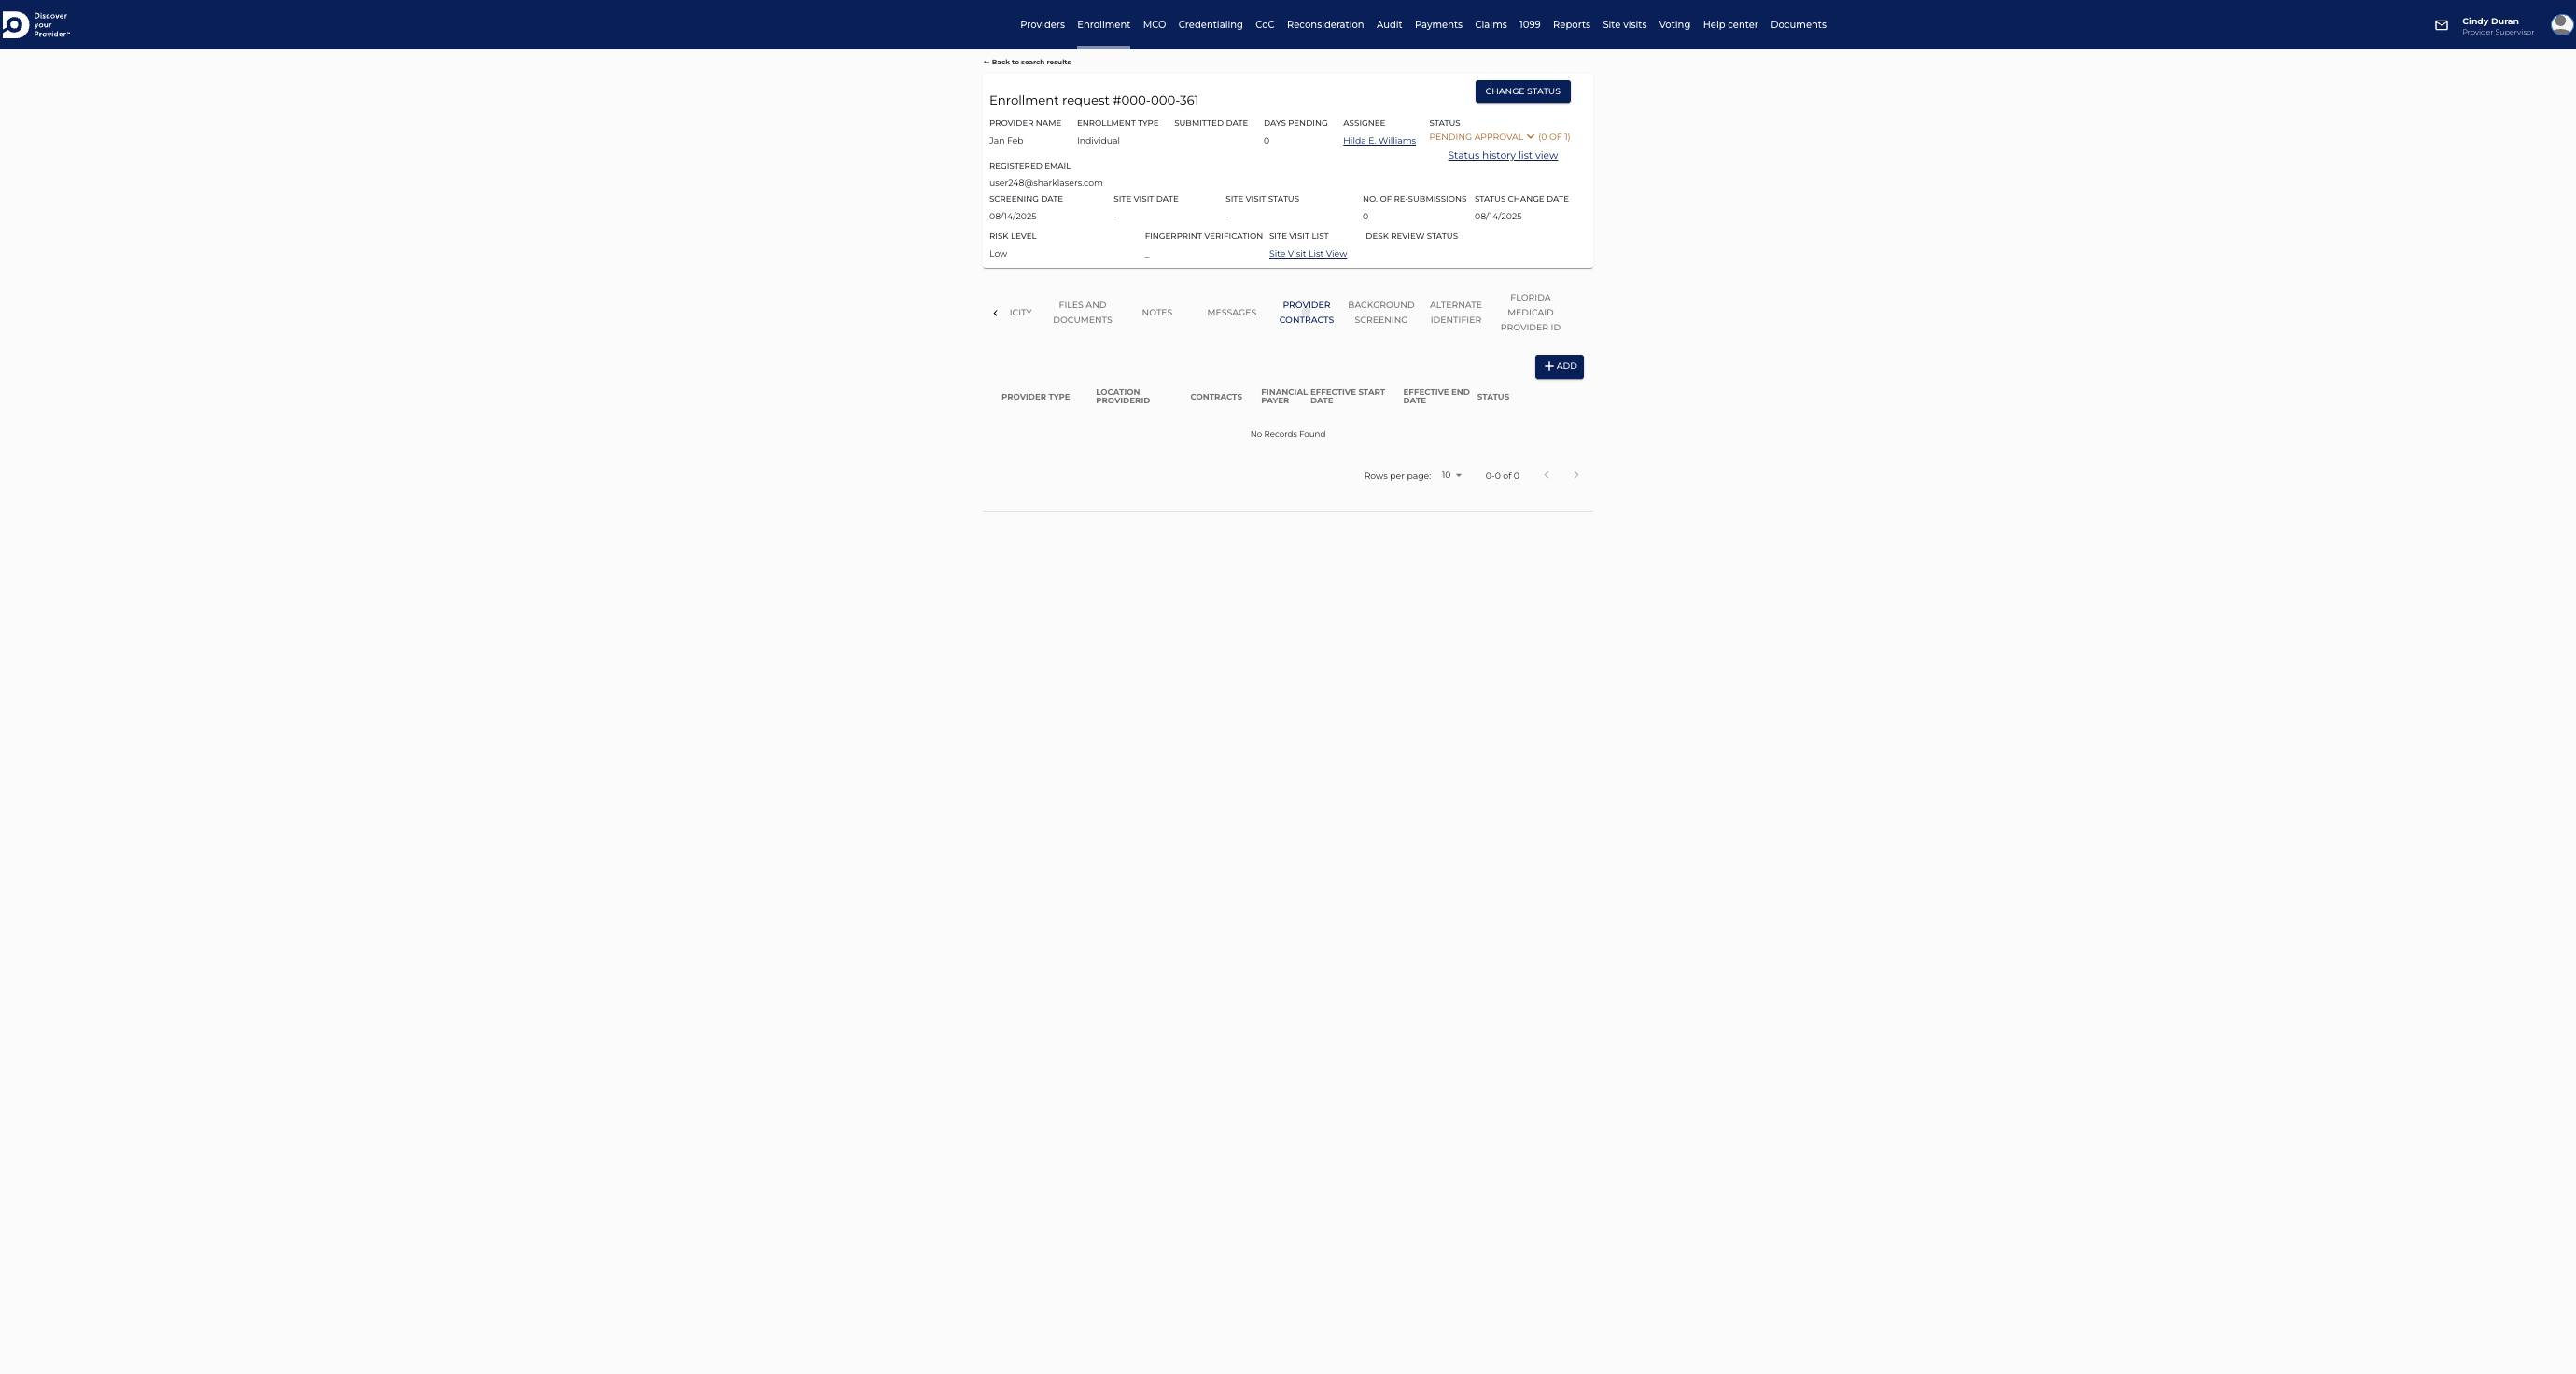 Discover
your
Provider™
Providers Enrollment MCO Credentialing CoC Reconsideration Audit Payments Claims 1099 Reports Site visits Voting Help center Documents
Cindy Duran
Provider Supervisor
← Back to search results
Enrollment request #000-000-361
CHANGE STATUS
PROVIDER NAME ENROLLMENT TYPE SUBMITTED DATE DAYS PENDING ASSIGNEE STATUS
Jan Feb Individual 0 Hilda E. Williams PENDING APPROVAL (0 OF 1)
Status history list view
REGISTERED EMAIL
user248@sharklasers.com
SCREENING DATE SITE VISIT DATE SITE VISIT STATUS NO. OF RE-SUBMISSIONS STATUS CHANGE DATE
08/14/2025 - - 0 08/14/2025
RISK LEVEL FINGERPRINT VERIFICATION SITE VISIT LIST DESK REVIEW STATUS
Low _ Site Visit List View
.ICITY
FILES AND
DOCUMENTS
NOTES
MESSAGES
PROVIDER
CONTRACTS
BACKGROUND
SCREENING
ALTERNATE
IDENTIFIER
FLORIDA
MEDICAID
PROVIDER ID
+ ADD
PROVIDER TYPE
LOCATION
PROVIDERID
CONTRACTS
FINANCIAL
PAYER
EFFECTIVE START
DATE
EFFECTIVE END
DATE
STATUS
No Records Found
Rows per page: 10 0-0 of 0